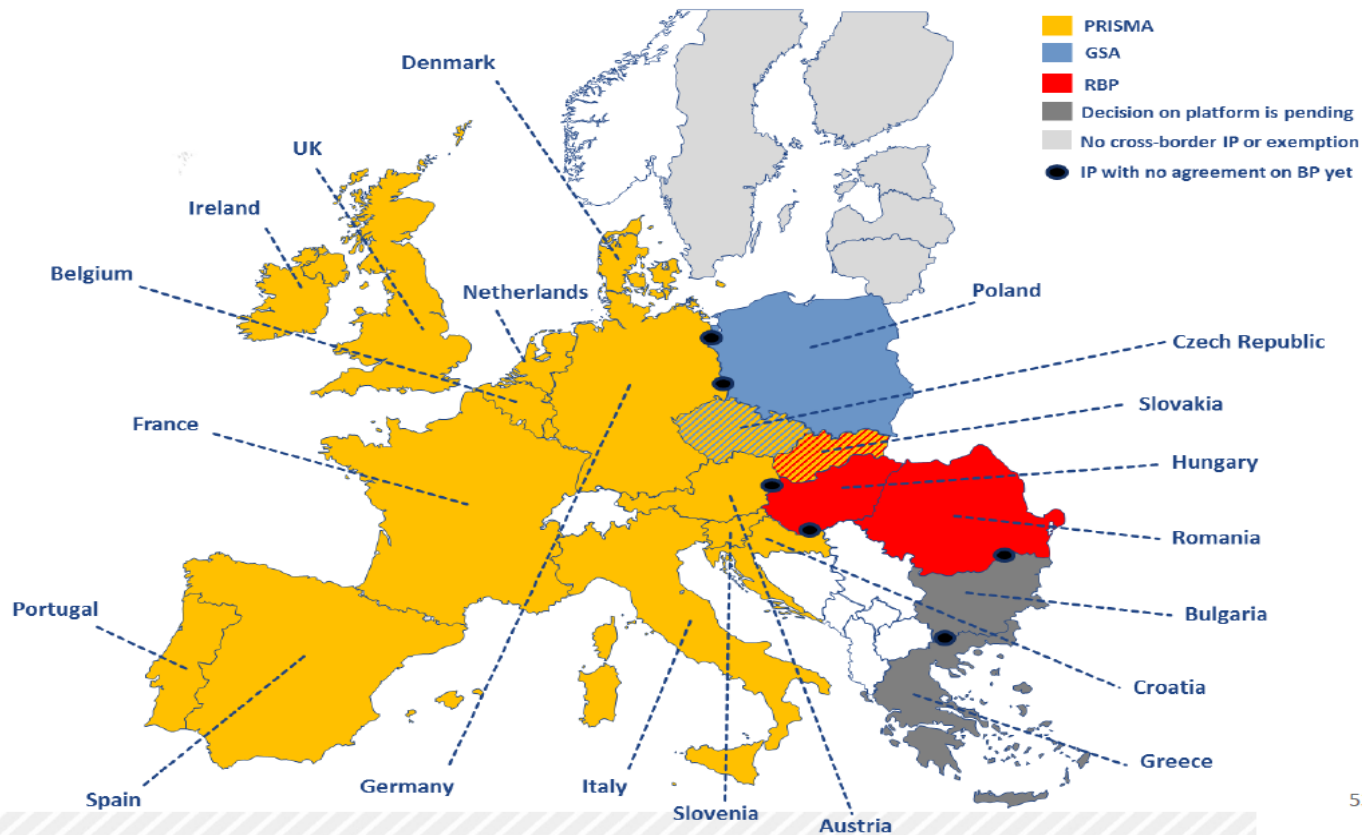 PRISMA
GSA
RBP
Decision on platform is pending
No cross-border IP or exemption
IP with no agreement on BP yet
Denmark
UK
Ireland
Belgium
Netherlands
Poland
Czech Republic
Slovakia
France
Hungary
Romania
Portugal
Bulgaria
Croatia
Greece
Spain
Germany
Italy
Slovenia
Austria
5